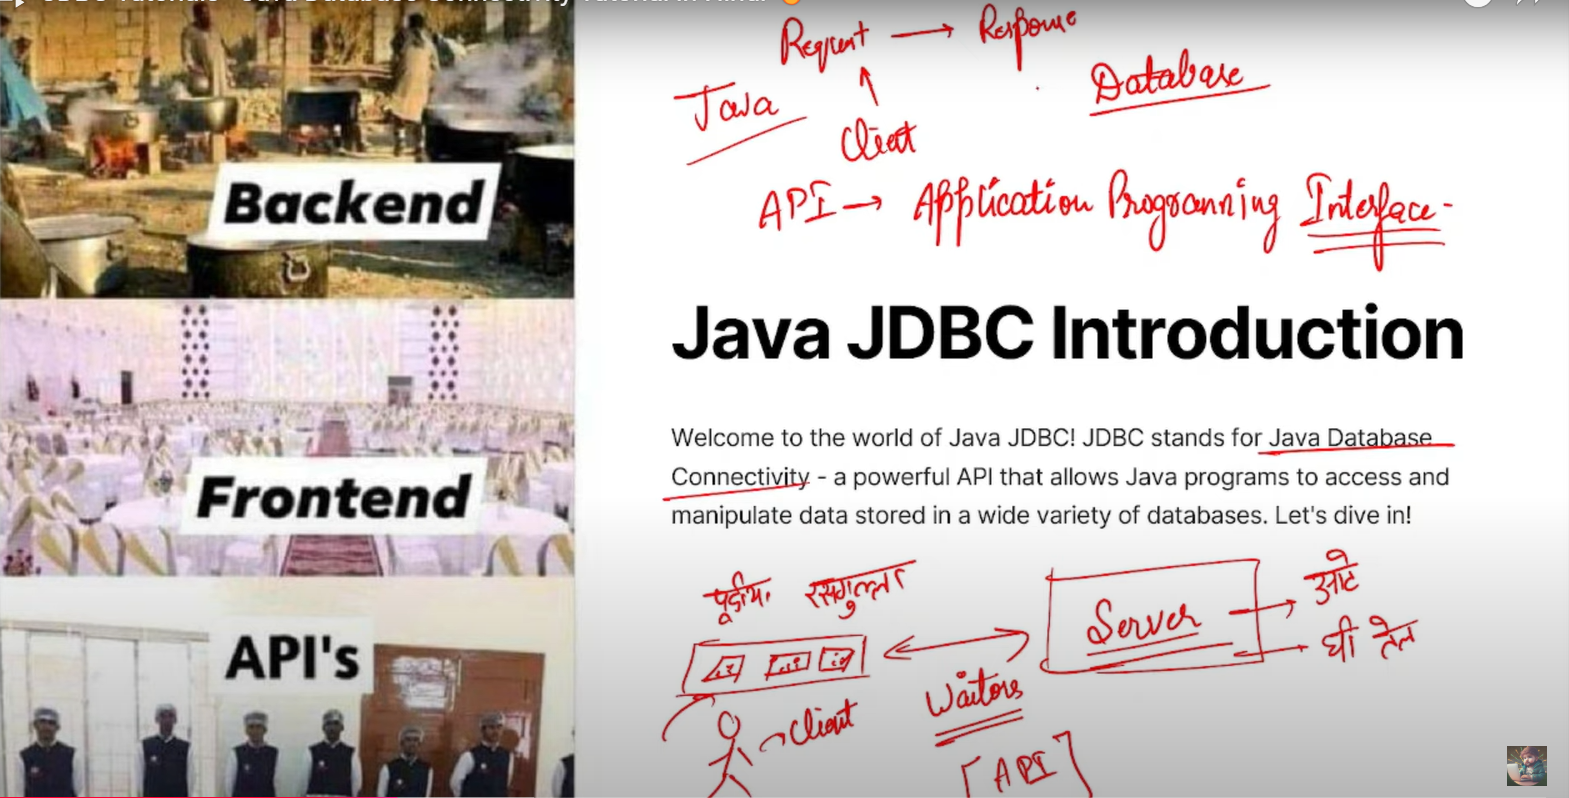 Backend
Frontend
API's
Request → Response
Java
Client
Database
API → Application Programming Interface-
Java JDBC Introduction
Welcome to the world of Java JDBC! JDBC stands for Java Database
Connectivity - a powerful API that allows Java programs to access and
manipulate data stored in a wide variety of databases. Let's dive in!
रसगुल्ला
Server
घी तेल
Client
Waitors
[API]